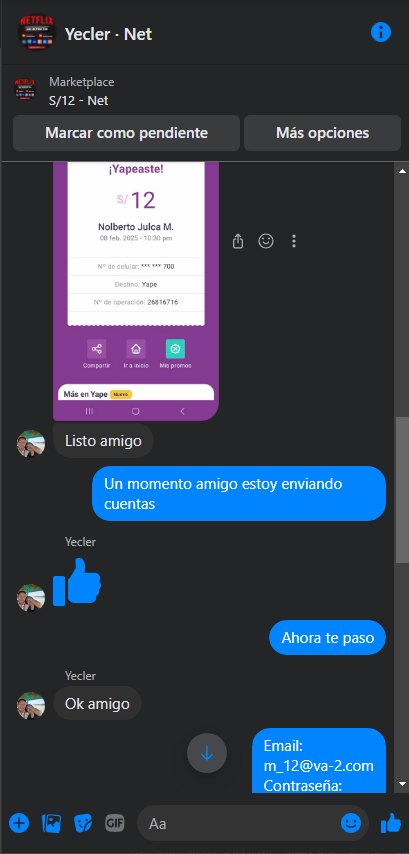 NETFLIX
Yecler · Net
Marketplace
S/12 - Net
Marcar como pendiente
Más opciones
¡Yapeaste!
S/ 12
Nolberto Julca M.
08 feb. 2025 - 10:30 pm
Nº de celular: *** *** 700
Destino: Yape
Nº de operación: 26816716
Compartir
Ir a inicio
Mis promos
Más en Yape Nuevo
Listo amigo
Un momento amigo estoy enviando
cuentas
Yecler
Ahora te paso
Yecler
Ok amigo
Email:
m_12@va-2.com
Contraseña:
GIF
Aa